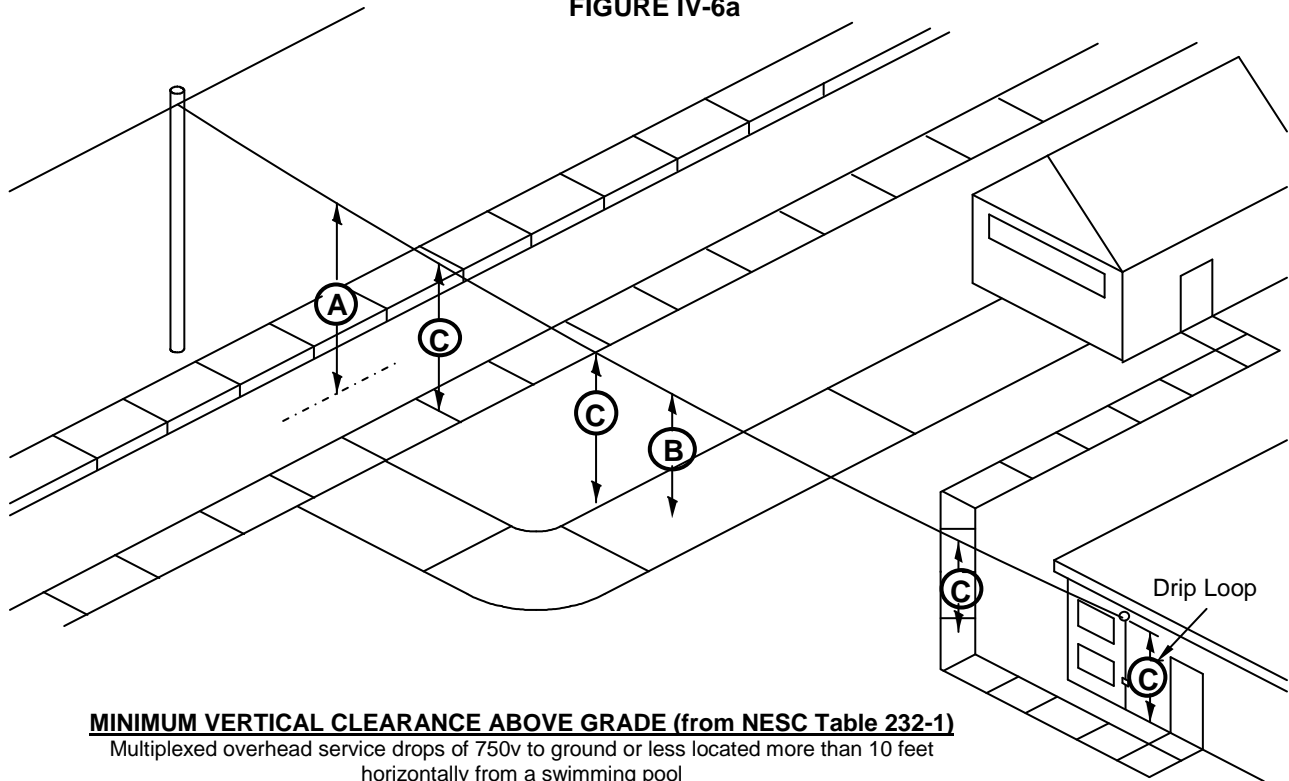 FIGURE IV-6a
A
C
C
B
C
Drip Loop
C
MINIMUM VERTICAL CLEARANCE ABOVE GRADE (from NESC Table 232-1)
Multiplexed overhead service drops of 750v to ground or less located more than 10 feet
horizontally from a swimming pool